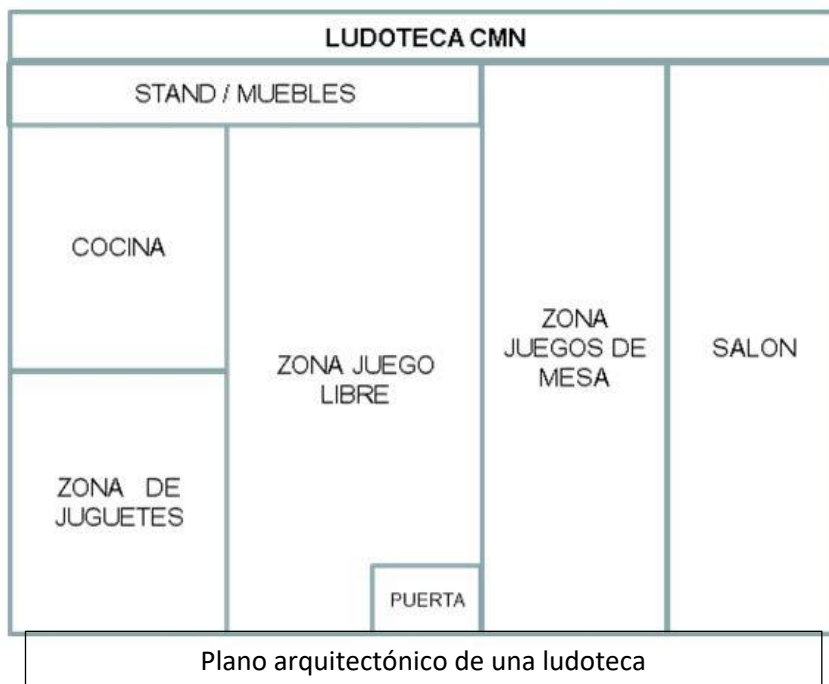 LUDOTECA CMN
STAND / MUEBLES
COCINA
ZONA JUEGO
LIBRE
ZONA
JUEGOS DE
MESA
SALON
ZONA DE
JUGUETES
PUERTA
Plano arquitectónico de una ludoteca